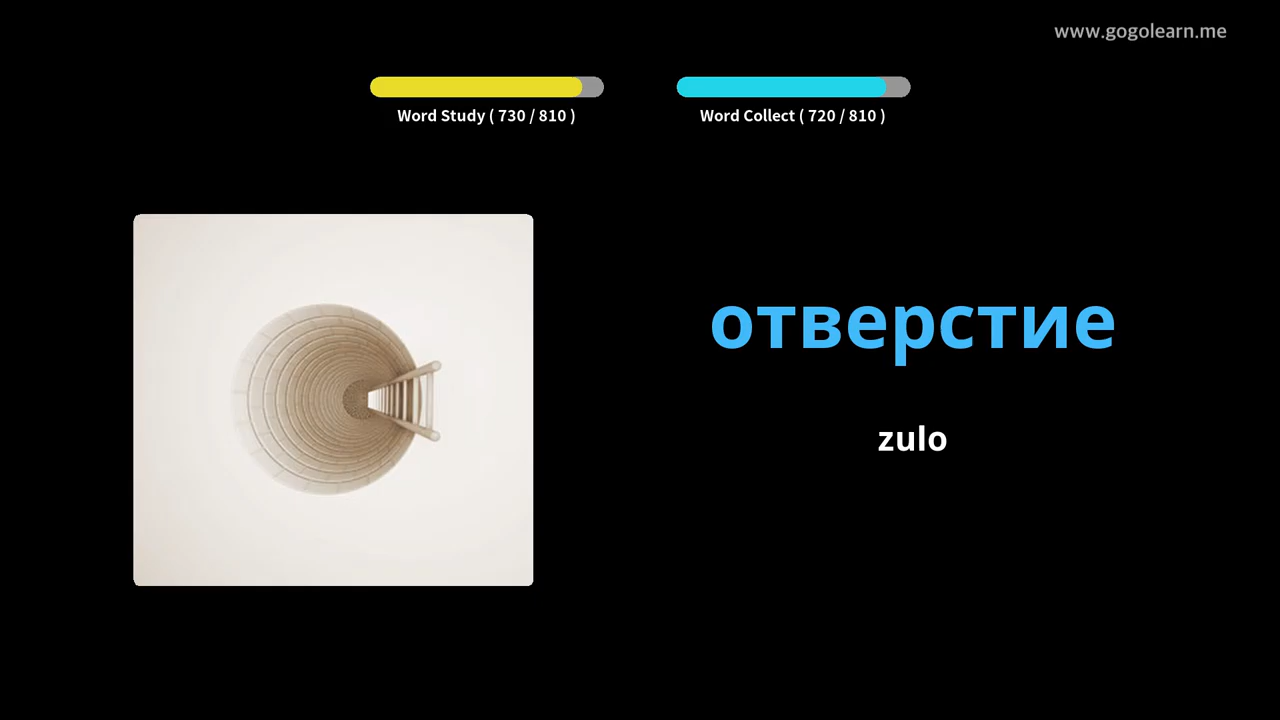 www.gogolearn.me
Word Study ( 730 / 810 )
Word Collect ( 720 / 810 )
отверстие
zulo